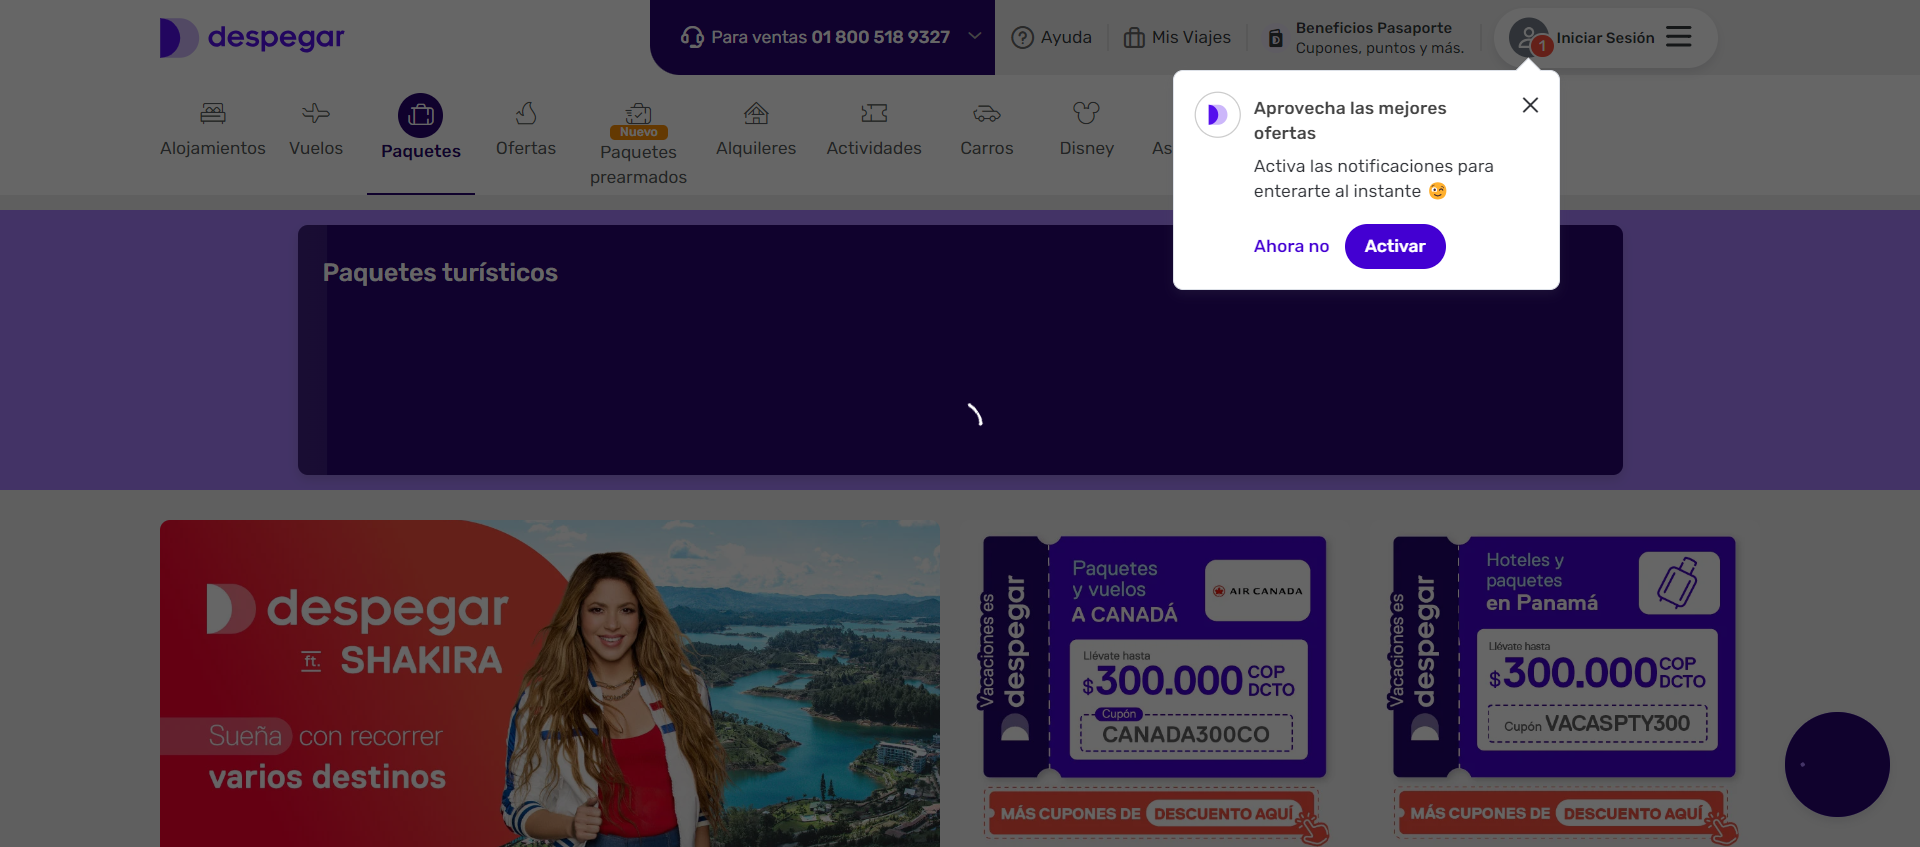 despegar
Para ventas 01 800 518 9327
Ayuda
Mis Viajes
Beneficios Pasaporte
Cupones, puntos y más.
1
Iniciar Sesión
Alojamientos
Vuelos
Paquetes
Ofertas
Nuevo
Paquetes
prearmados
Alquileres
Actividades
Carros
Disney
As
Aprovecha las mejores
ofertas
Activa las notificaciones para
enterarte al instante 😉
Ahora no
Activar
Paquetes turísticos
despegar
ft. SHAKIRA
Sueña con recorrer
varios destinos
Vacaciones es
despegar
Paquetes
y vuelos
A CANADÁ
AIR CANADA
Llévate hasta
$300.000 COP
DCTO
Cupón
CANADA300CO
MÁS CUPONES DE DESCUENTO AQUÍ
Vacaciones es
despegar
Hoteles y
paquetes
en Panamá
Llévate hasta
$300.000 COP
DCTO
Cupón VACASPTY300
MÁS CUPONES DE DESCUENTO AQUÍ